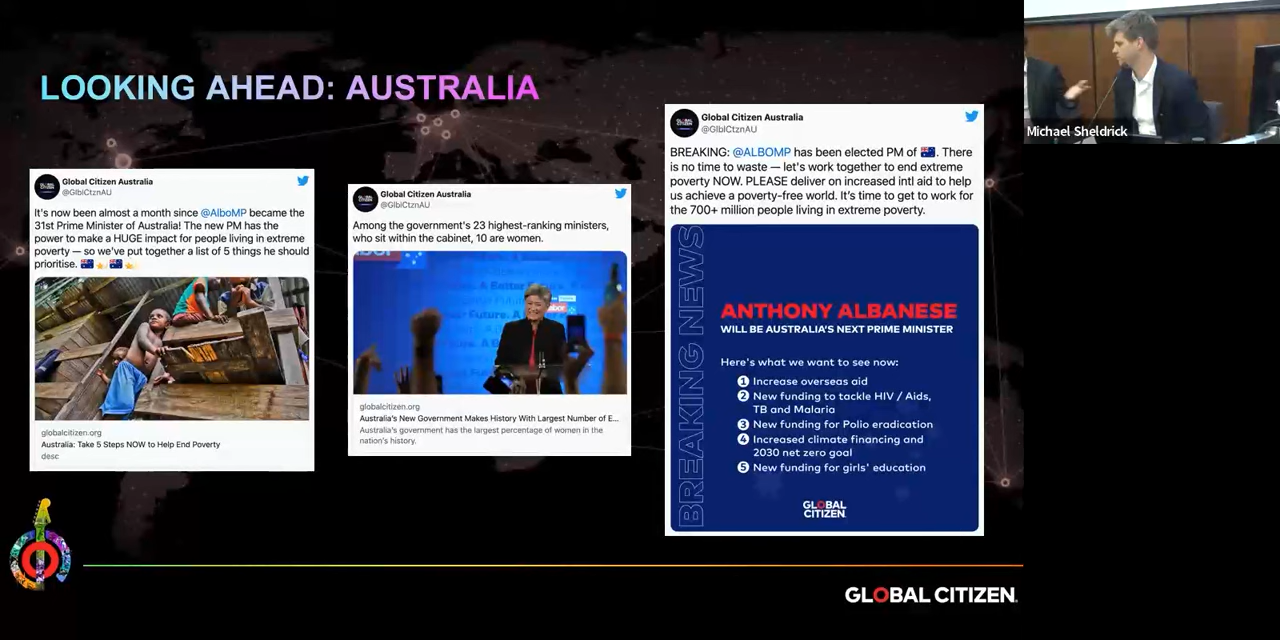 LOOKING AHEAD: AUSTRALIA
Global Citizen Australia
@GlblCtznAU
It's now been almost a month since @AlboMP became the
31st Prime Minister of Australia! The new PM has the
power to make a HUGE impact for people living in extreme
poverty — so we've put together a list of 5 things he should
prioritise.
globalcitizen.org
Australia: Take 5 Steps NOW to Help End Poverty
desc
Global Citizen Australia
@GlblCtznAU
Among the government's 23 highest-ranking ministers,
who sit within the cabinet, 10 are women.
globalcitizen.org
Australia's New Government Makes History With Largest Number of E...
Australia's government has the largest percentage of women in the
nation's history.
Global Citizen Australia
@GlblCtznAU
BREAKING: @ALBOMP has been elected PM of 🇦🇺. There
is no time to waste — let's work together to end extreme
poverty NOW. PLEASE deliver on increased intl aid to help
us achieve a poverty-free world. It's time to get to work for
the 700+ million people living in extreme poverty.
BREAKING NEWS
ANTHONY ALBANESE
WILL BE AUSTRALIA'S NEXT PRIME MINISTER
Here's what we want to see now:
1 Increase overseas aid
2 New funding to tackle HIV / Aids,
TB and Malaria
3 New funding for Polio eradication
4 Increased climate financing and
2030 net zero goal
5 New funding for girls' education
GLOBAL
CITIZEN.
GLOBAL CITIZEN.
Michael Sheldrick